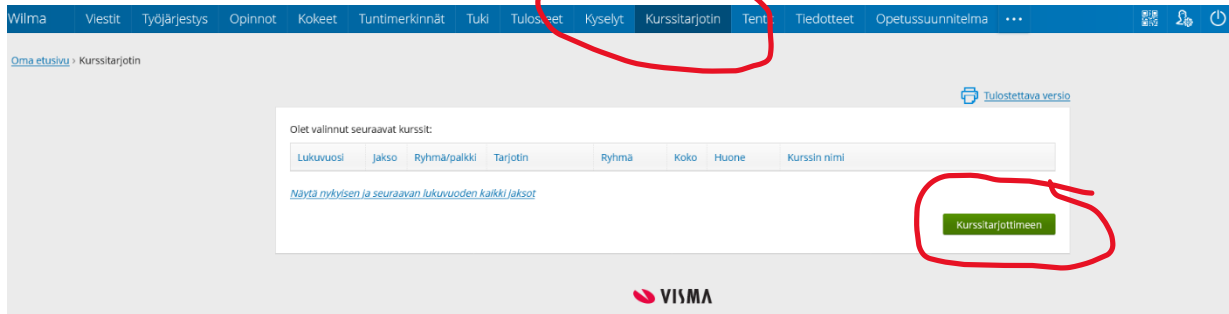 Wilma Viestit Työjärjestys Opinnot Kokeet Tuntimerkinnät Tuki Tulosteet Kyselyt Kurssitarjotin Tentit Tiedotteet Opetussuunnitelma ...
Oma etusivu > Kurssitarjotin
Tulostettava versio
Olet valinnut seuraavat kurssit:
Lukuvuosi Jakso Ryhmä/palkki Tarjotin Ryhmä Koko Huone Kurssin nimi
Näytä nykyisen ja seuraavan lukuvuoden kaikki jaksot
Kurssitarjottimeen
VISMA